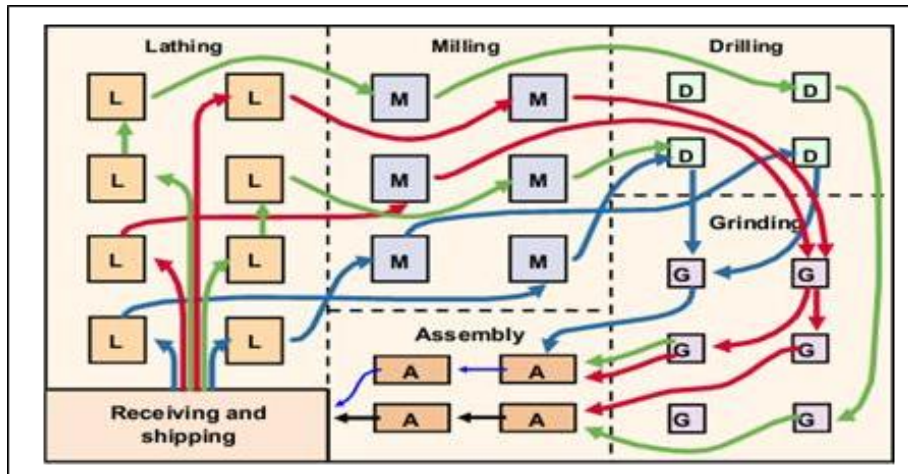 Lathing Milling Drilling
L L M M D D
L L M M D D
Grinding
L L M M G G
Assembly
L L G G
A A
Receiving and
shipping
A A G G